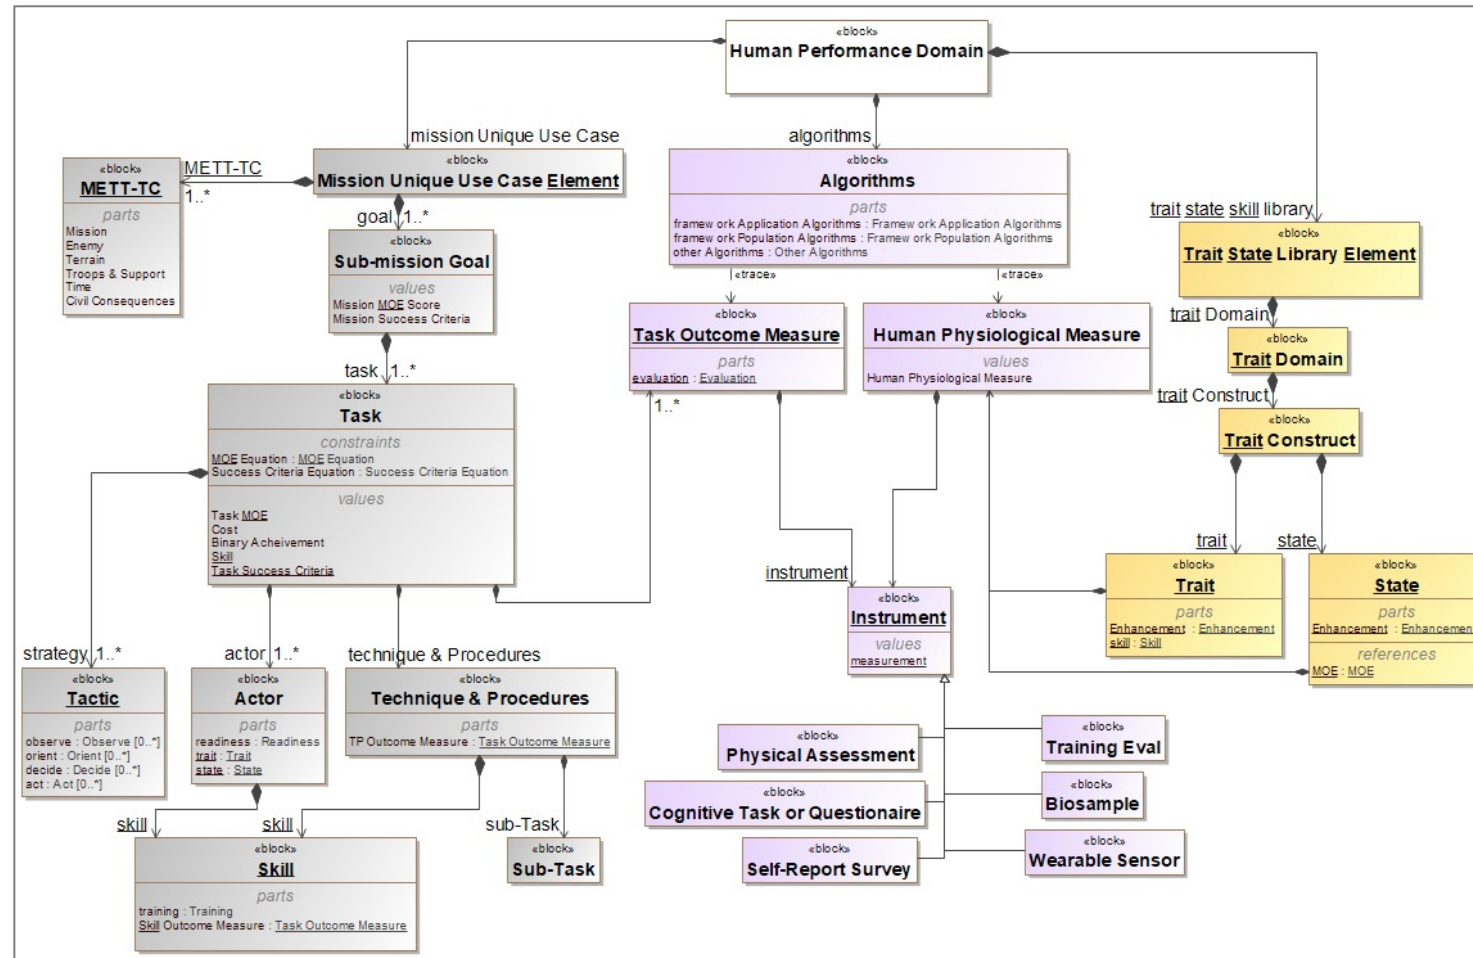 «block»
Human Performance Domain
mission Unique Use Case
algorithms
trait state skill library
«block»
METT-TC
parts
Mission
Enemy
Terrain
Troops & Support
Time
Civil Consequences
METT-TC
1..*
«block»
Mission Unique Use Case Element
goal 1..*
«block»
Sub-mission Goal
values
Mission MOE Score
Mission Success Criteria
task 1..*
«block»
Algorithms
parts
framew ork Application Algorithms : Framew ork Application Algorithms
framew ork Population Algorithms : Framew ork Population Algorithms
other Algorithms : Other Algorithms
«trace»
«trace»
«block»
Task Outcome Measure
parts
evaluation : Evaluation
1..*
«block»
Human Physiological Measure
values
Human Physiological Measure
«block»
Trait State Library Element
trait Domain
«block»
Trait Domain
trait Construct
«block»
Trait Construct
trait
state
«block»
Task
constraints
MOE Equation : MOE Equation
Success Criteria Equation : Success Criteria Equation
values
Task MOE
Cost
Binary Acheivement
Skill
Task Success Criteria
instrument
«block»
Instrument
values
measurement
«block»
Trait
parts
Enhancement : Enhancement
skill : Skill
«block»
State
parts
Enhancement : Enhancemen
references
MOE : MOE
strategy 1..*
actor 1..*
technique & Procedures
«block»
Tactic
parts
observe : Observe [0..*]
orient : Orient [0..*]
decide : Decide [0..*]
act : Act [0..*]
«block»
Actor
parts
readiness : Readiness
trait : Trait
state : State
«block»
Technique & Procedures
parts
TP Outcome Measure : Task Outcome Measure
skill
skill
sub-Task
«block»
Skill
parts
training : Training
Skill Outcome Measure : Task Outcome Measure
«block»
Sub-Task
«block»
Physical Assessment
«block»
Training Eval
«block»
Cognitive Task or Questionaire
«block»
Biosample
«block»
Self-Report Survey
«block»
Wearable Sensor